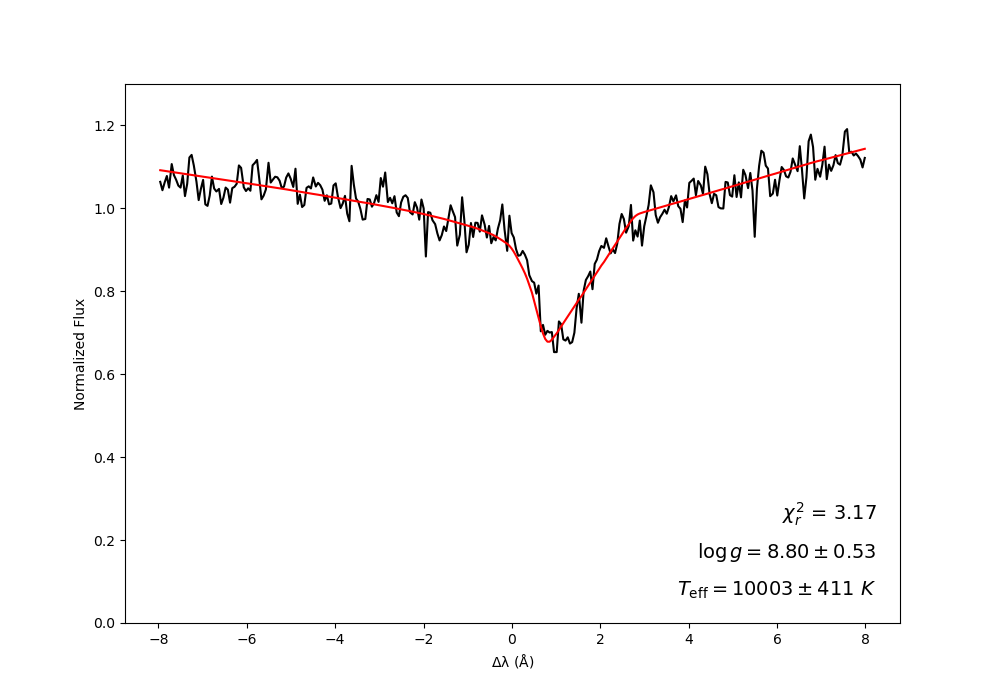 1.2
1.0
0.8
0.6
0.4
0.2
0.0
Normalized Flux
χ²ᵣ = 3.17
log g = 8.80 ± 0.53
T_eff = 10003 ± 411 K
−8 −6 −4 −2 0 2 4 6 8
Δλ (Å)